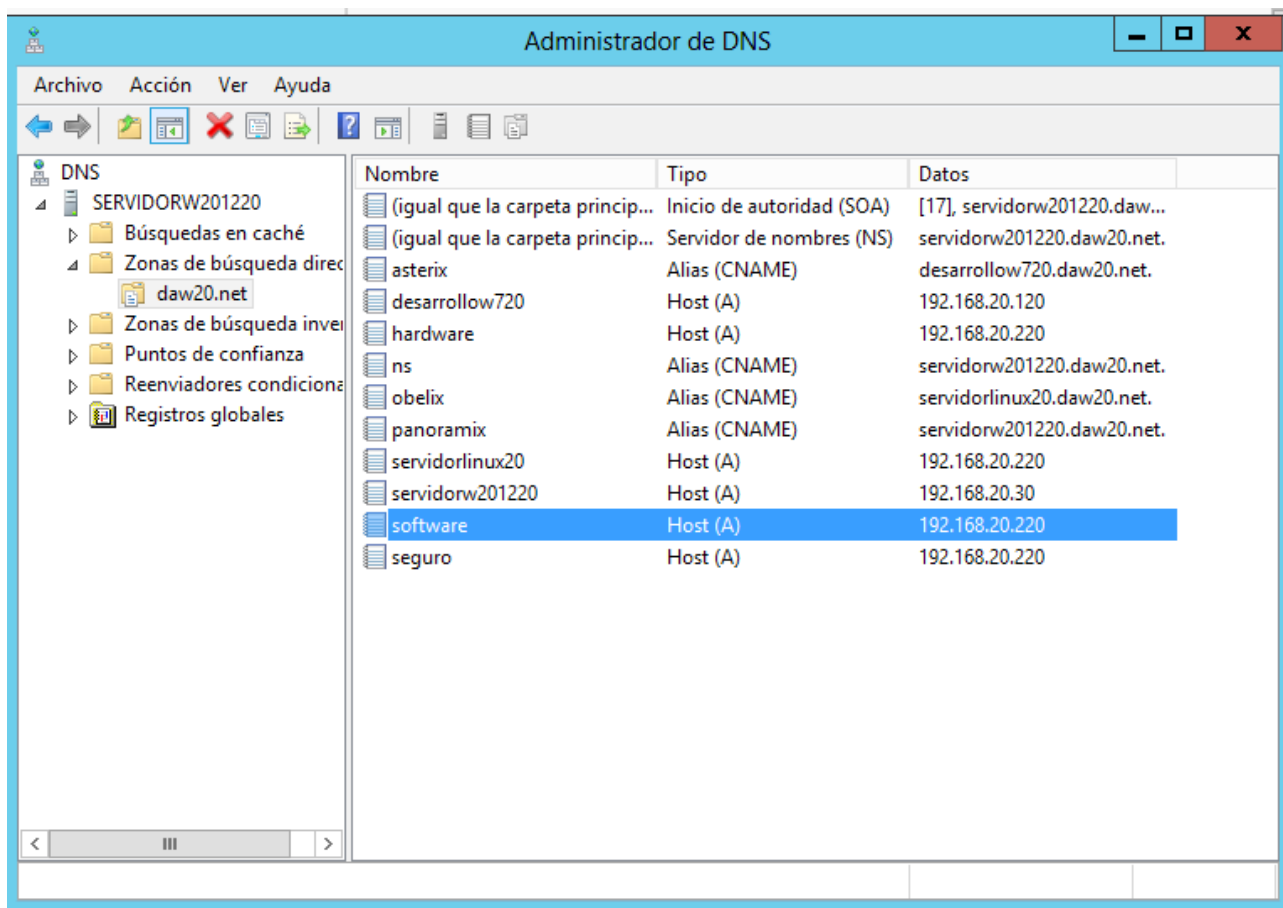 Administrador de DNS
Archivo Acción Ver Ayuda
DNS
SERVIDORW201220
Búsquedas en caché
Zonas de búsqueda direc
daw20.net
Zonas de búsqueda inver
Puntos de confianza
Reenviadores condiciona
Registros globales
Nombre Tipo Datos
(igual que la carpeta princip... Inicio de autoridad (SOA) [17], servidorw201220.daw...
(igual que la carpeta princip... Servidor de nombres (NS) servidorw201220.daw20.net.
asterix Alias (CNAME) desarrollow720.daw20.net.
desarrollow720 Host (A) 192.168.20.120
hardware Host (A) 192.168.20.220
ns Alias (CNAME) servidorw201220.daw20.net.
obelix Alias (CNAME) servidorlinux20.daw20.net.
panoramix Alias (CNAME) servidorw201220.daw20.net.
servidorlinux20 Host (A) 192.168.20.220
servidorw201220 Host (A) 192.168.20.30
software Host (A) 192.168.20.220
seguro Host (A) 192.168.20.220